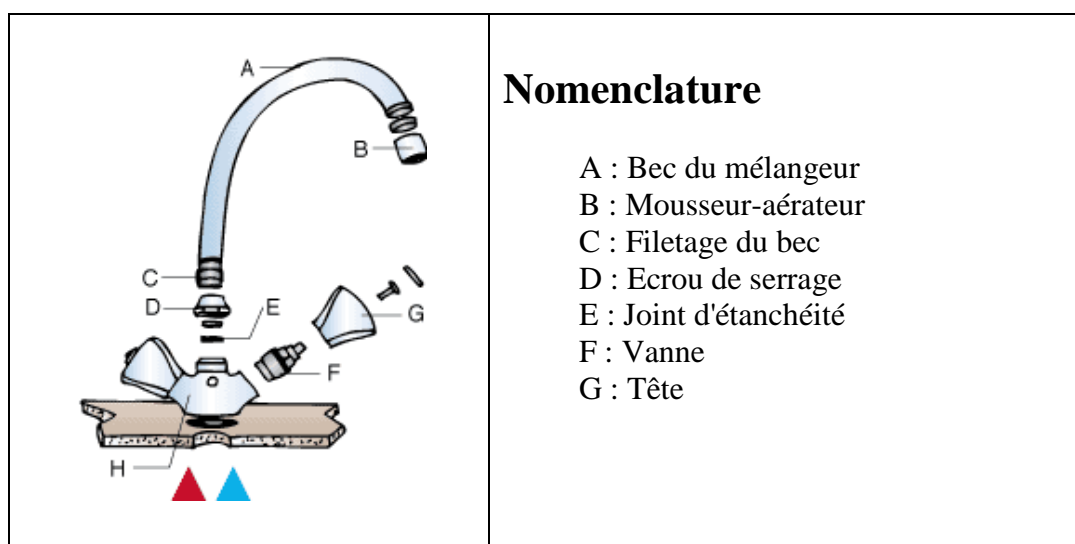 A
B
C
D
E
G
F
H
Nomenclature
A : Bec du mélangeur
B : Mousseur-aérateur
C : Filetage du bec
D : Ecrou de serrage
E : Joint d'étanchéité
F : Vanne
G : Tête